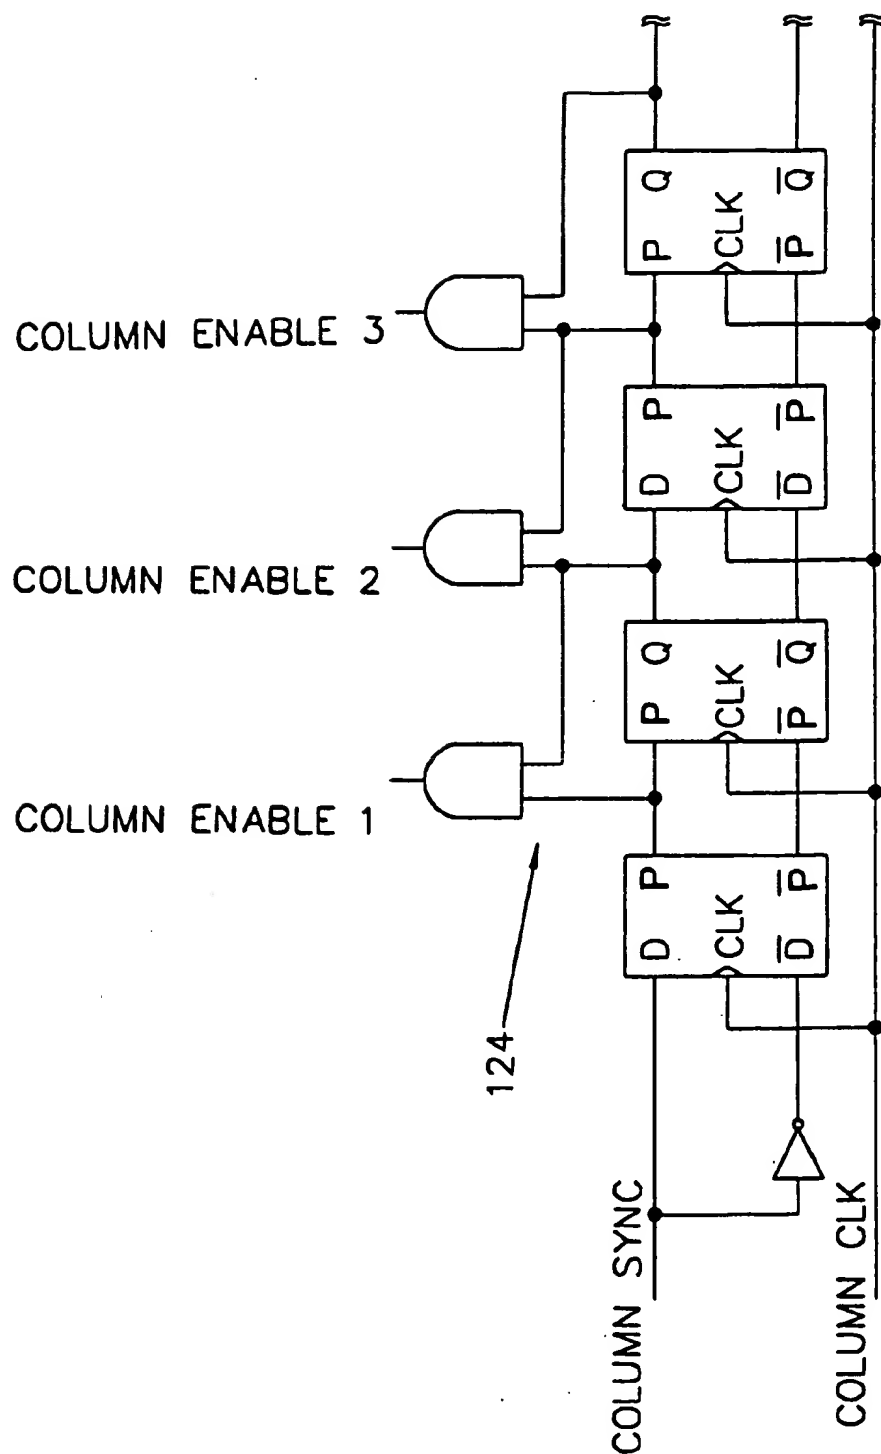 COLUMN ENABLE 1
COLUMN ENABLE 2
COLUMN ENABLE 3
124
COLUMN SYNC
COLUMN CLK
D P
CLK
D̅ P̅
P Q
CLK
P̅ Q̅
D P
CLK
D̅ P̅
P Q
CLK
P̅ Q̅